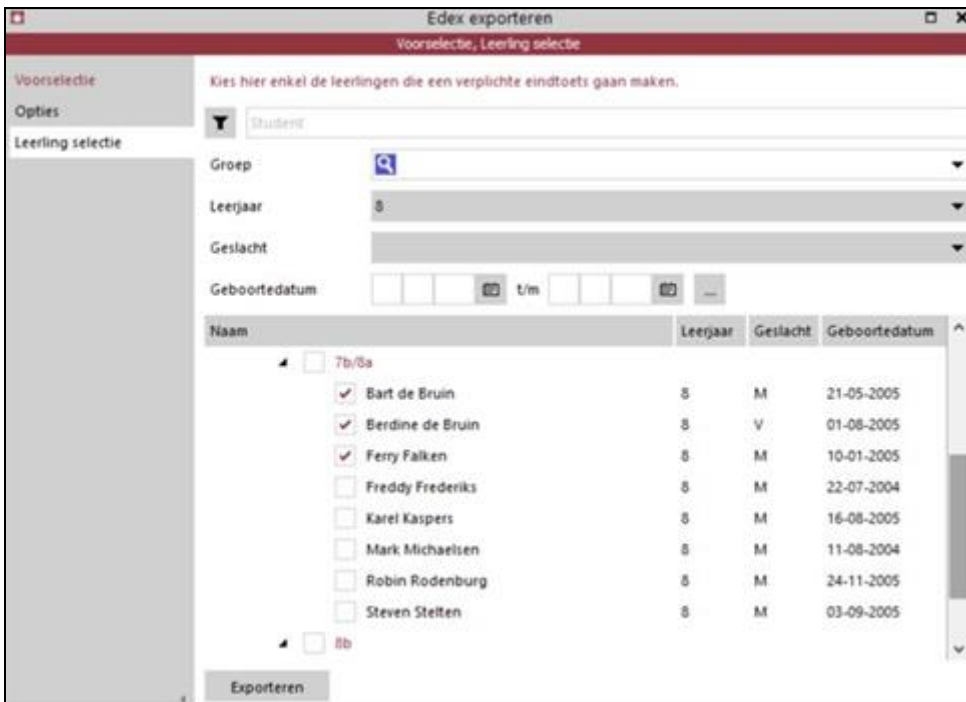 Edex exporteren
Voorselectie, Leerling selectie
Voorselectie
Opties
Leerling selectie
Kies hier enkel de leerlingen die een verplichte eindtoets gaan maken.
Student
Groep
Leerjaar 8
Geslacht
Geboortedatum t/m ...
Naam Leerjaar Geslacht Geboortedatum
7b/8a
Bart de Bruin 8 M 21-05-2005
Berdine de Bruin 8 V 01-08-2005
Ferry Falken 8 M 10-01-2005
Freddy Frederiks 8 M 22-07-2004
Karel Kaspers 8 M 16-08-2005
Mark Michaelsen 8 M 11-08-2004
Robin Rodenburg 8 M 24-11-2005
Steven Stelten 8 M 03-09-2005
8b
Exporteren